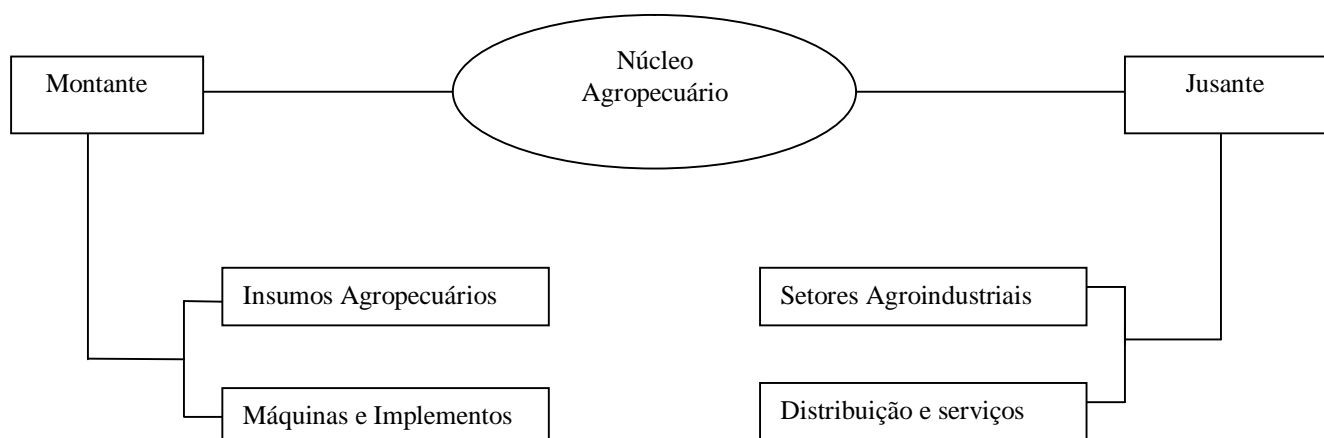 Montante
Núcleo
Agropecuário
Jusante
Insumos Agropecuários
Setores Agroindustriais
Máquinas e Implementos
Distribuição e serviços